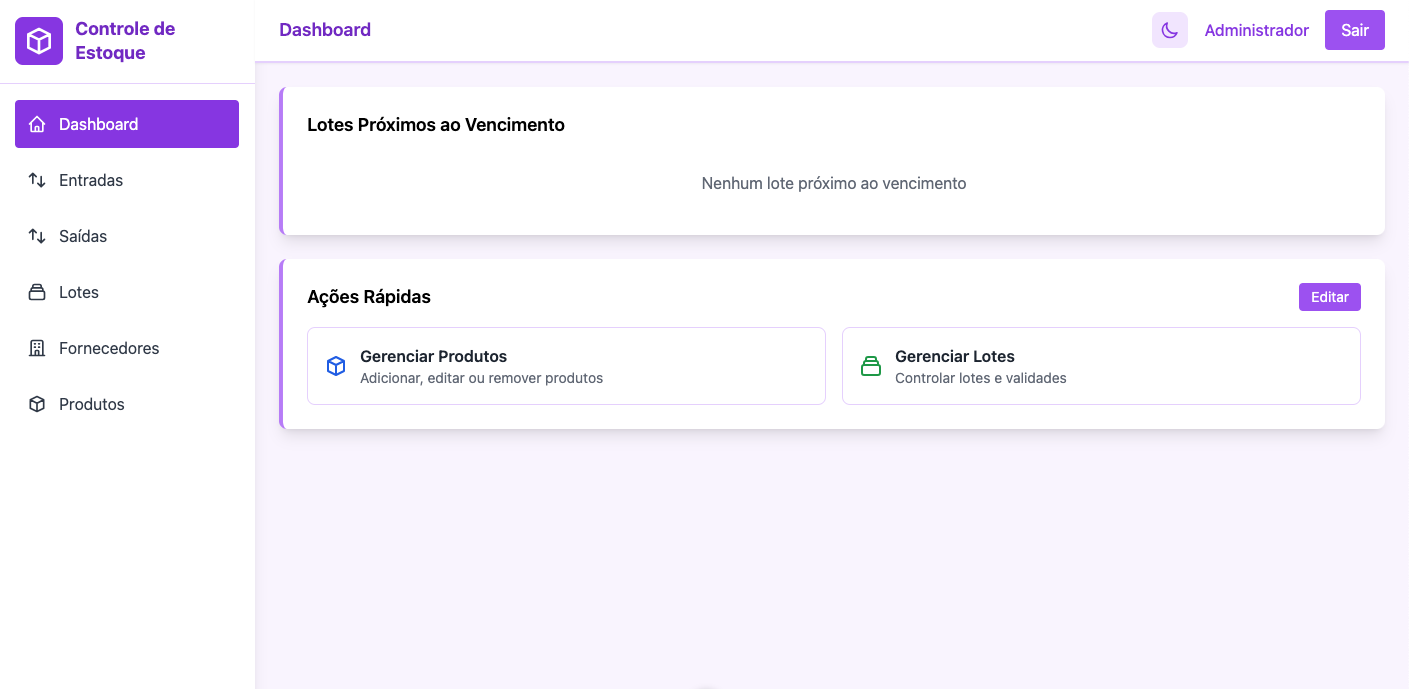 Controle de
Estoque
Dashboard
Entradas
Saídas
Lotes
Fornecedores
Produtos
Dashboard
Administrador
Sair
Lotes Próximos ao Vencimento
Nenhum lote próximo ao vencimento
Ações Rápidas
Editar
Gerenciar Produtos
Adicionar, editar ou remover produtos
Gerenciar Lotes
Controlar lotes e validades